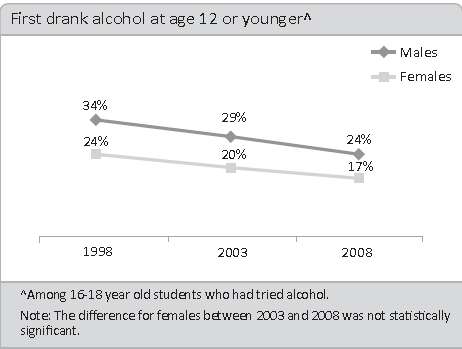 First drank alcohol at age 12 or younger^
Males
Females
34%
29%
24%
24%
20%
17%
1998 2003 2008
^Among 16-18 year old students who had tried alcohol.
Note: The difference for females between 2003 and 2008 was not statistically
significant.